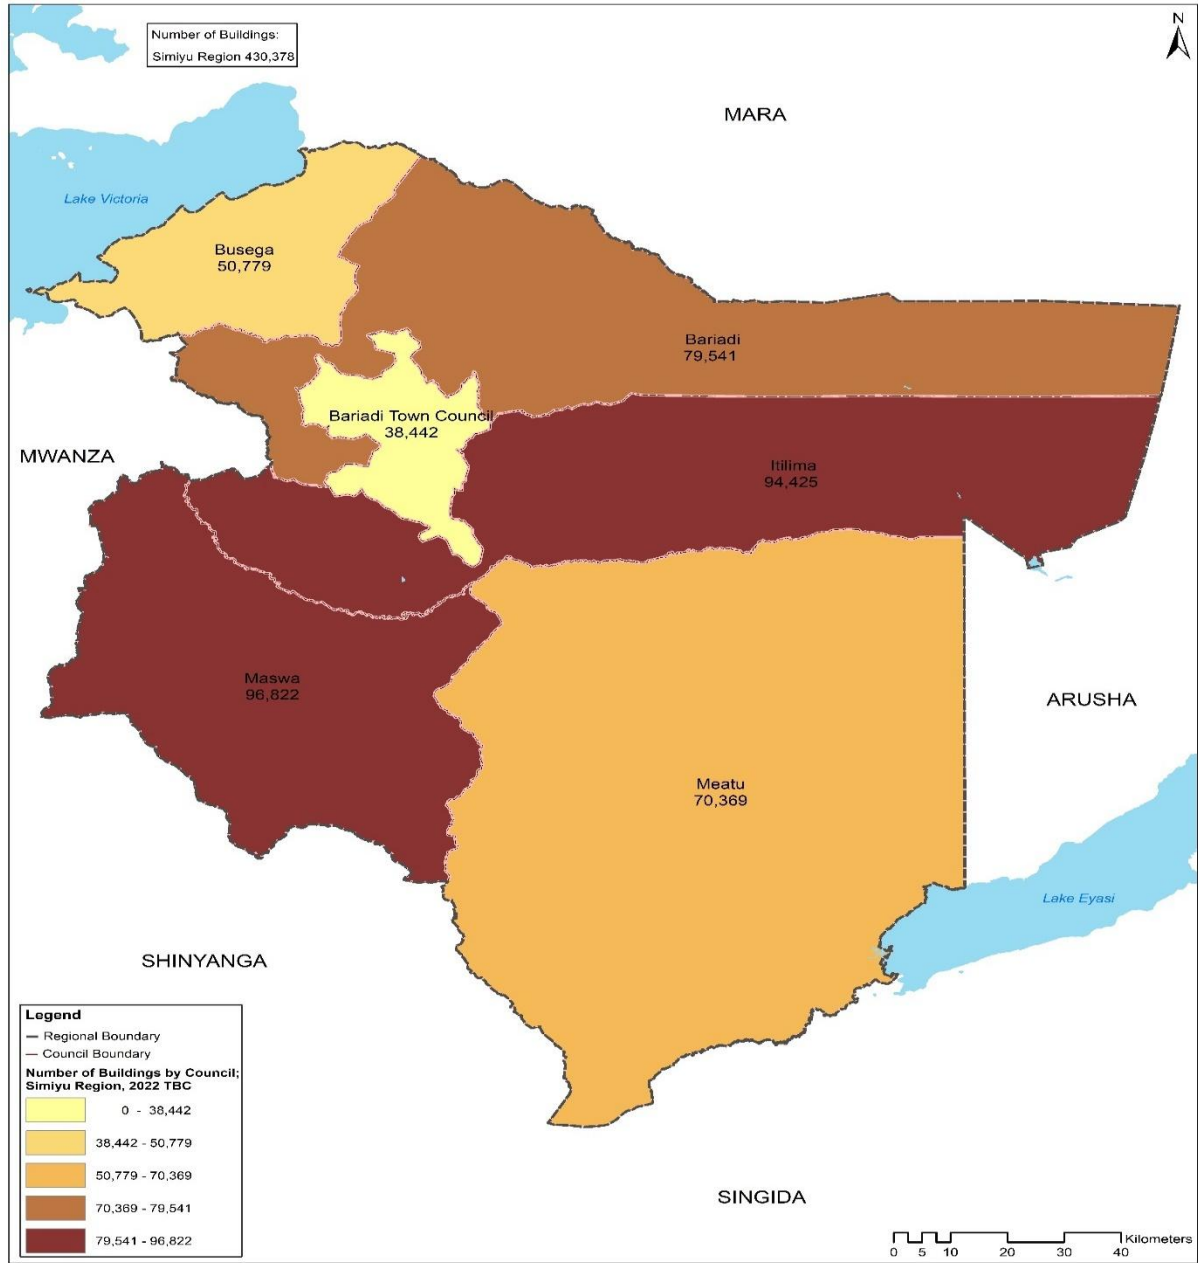 Number of Buildings:
Simiyu Region 430,378
N
MARA
Lake Victoria
Busega
50,779
Bariadi
79,541
Bariadi Town Council
38,442
MWANZA
Itilima
94,425
Maswa
96,822
ARUSHA
Meatu
70,369
Lake Eyasi
SHINYANGA
Legend
Regional Boundary
Council Boundary
Number of Buildings by Council;
Simiyu Region, 2022 TBC
0 - 38,442
38,442 - 50,779
50,779 - 70,369
70,369 - 79,541
79,541 - 96,822
SINGIDA
Kilometers
0 5 10 20 30 40